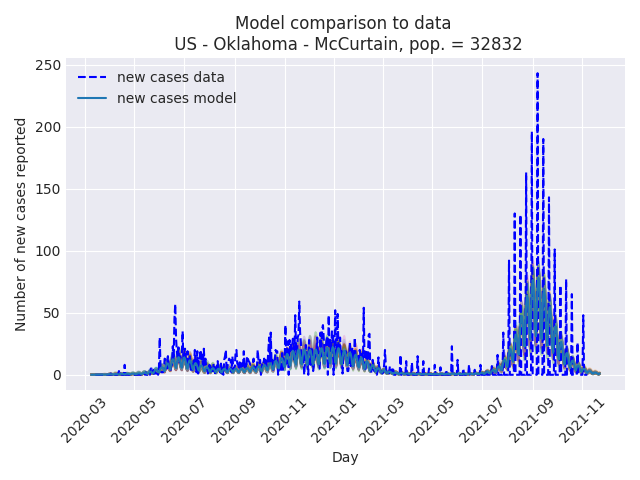 Model comparison to data
US - Oklahoma - McCurtain, pop. = 32832
new cases data
new cases model
Number of new cases reported
250
200
150
100
50
0
2020-03
2020-05
2020-07
2020-09
2020-11
2021-01
2021-03
2021-05
2021-07
2021-09
2021-11
Day